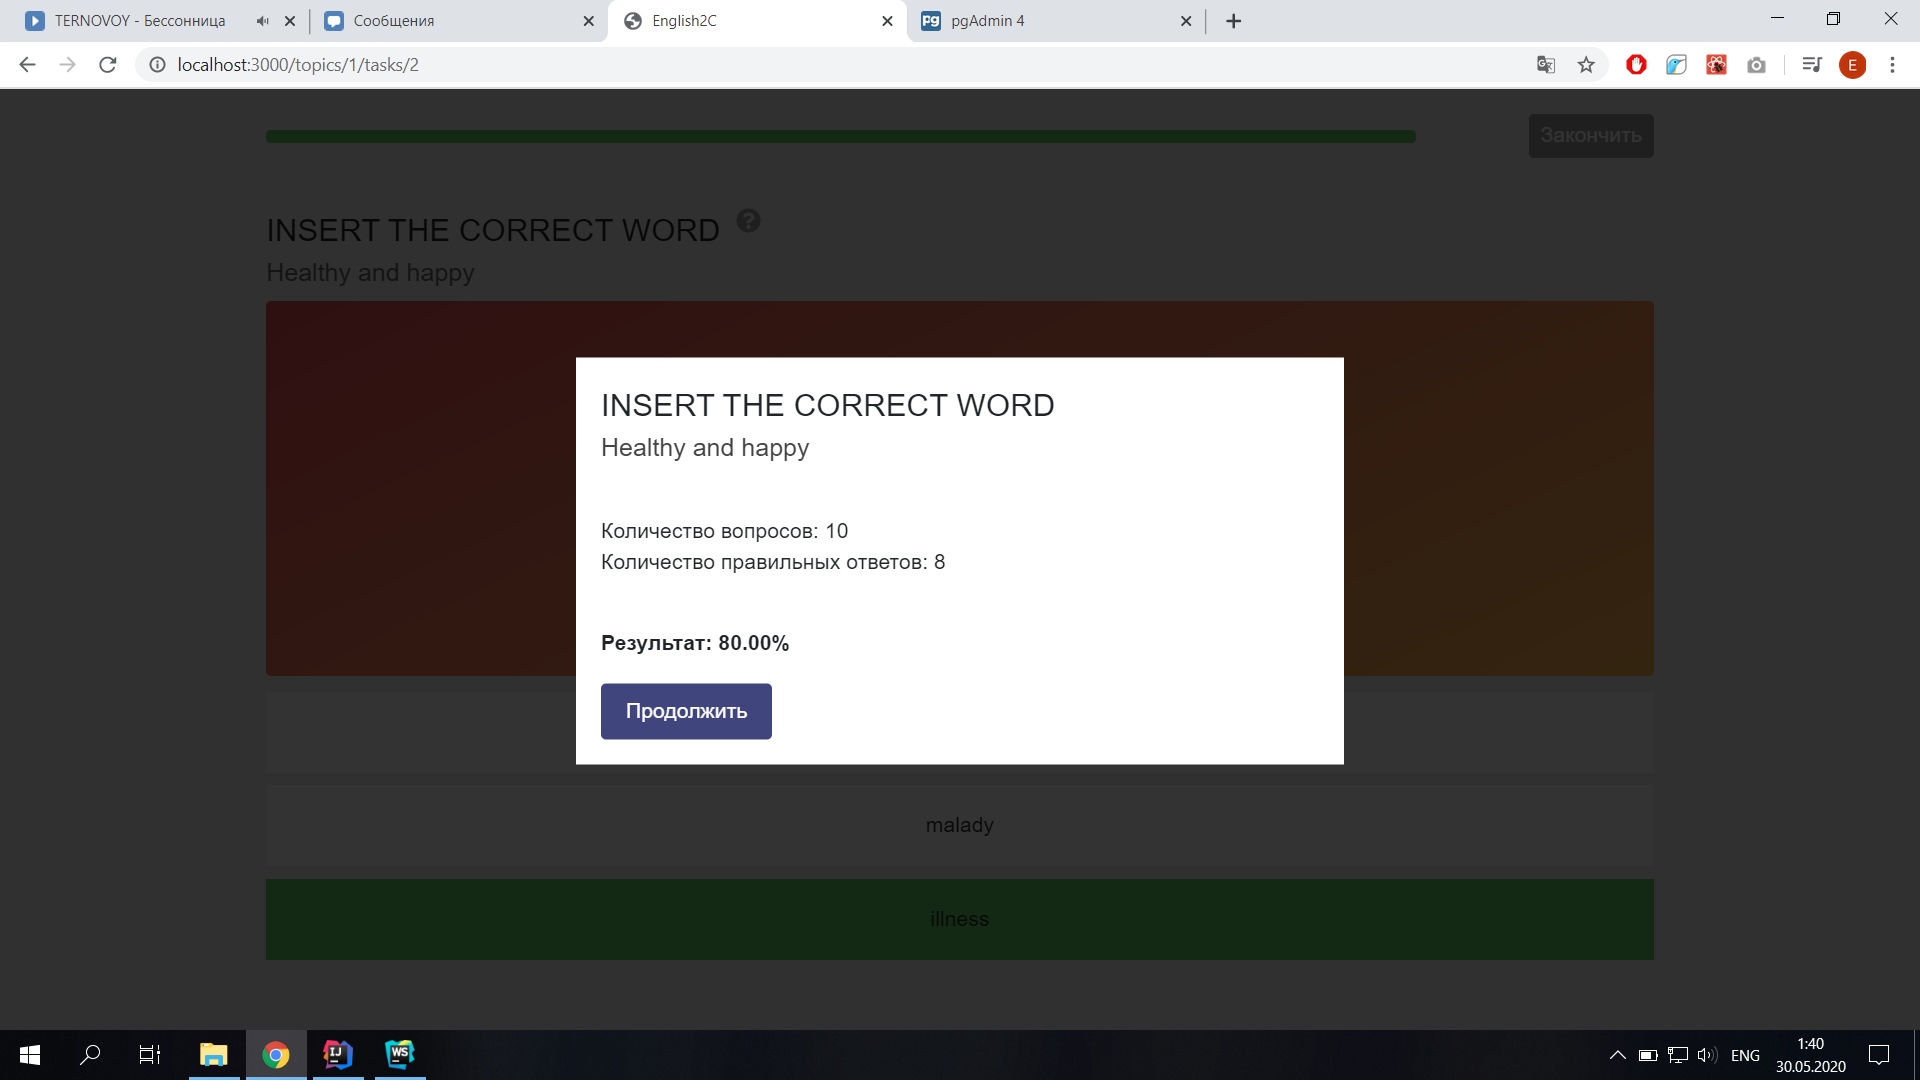 TERNOVOY - Бессонница
Сообщения
English2C
pgAdmin 4
localhost:3000/topics/1/tasks/2
E
Закончить
INSERT THE CORRECT WORD
Healthy and happy
INSERT THE CORRECT WORD
Healthy and happy
Количество вопросов: 10
Количество правильных ответов: 8
Результат: 80.00%
Продолжить
malady
illness
ENG
1:40
30.05.2020